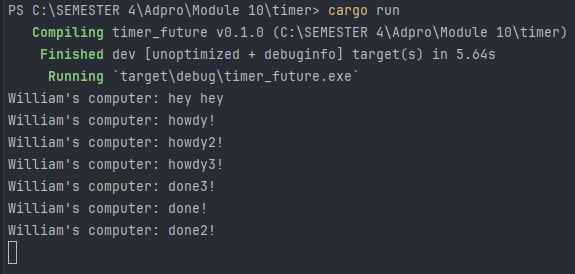 PS C:\SEMESTER 4\Adpro\Module 10\timer> cargo run
Compiling timer_future v0.1.0 (C:\SEMESTER 4\Adpro\Module 10\timer)
Finished dev [unoptimized + debuginfo] target(s) in 5.64s
Running `target\debug\timer_future.exe`
William's computer: hey hey
William's computer: howdy!
William's computer: howdy2!
William's computer: howdy3!
William's computer: done3!
William's computer: done!
William's computer: done2!